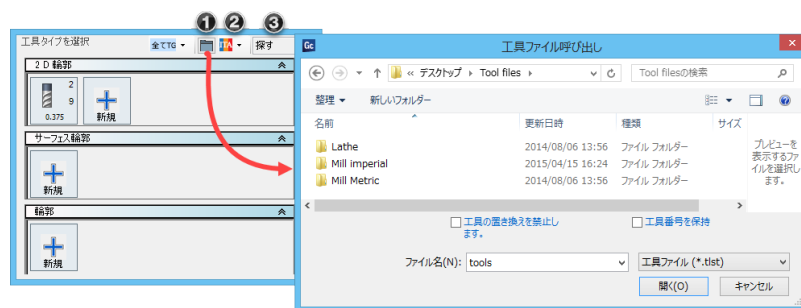 1 2 3
工具タイプを選択 全てTG 探す
2 D 輪郭
2
9
0.375 新規
サーフェス輪郭
新規
輪郭
新規
Gc 工具ファイル呼び出し
« デスクトップ Tool files Tool filesの検索
整理 新しいフォルダー
名前 更新日時 種類 サイズ
Lathe 2014/08/06 13:56 ファイル フォルダー
Mill imperial 2015/04/15 16:24 ファイル フォルダー
Mill Metric 2014/08/06 13:56 ファイル フォルダー
プレビューを
表示するファ
イルを選択し
ます。
工具の置き換えを禁止し
ます。
工具番号を保持
ファイル名(N): tools 工具ファイル (*.tlst)
開く(O) キャンセル